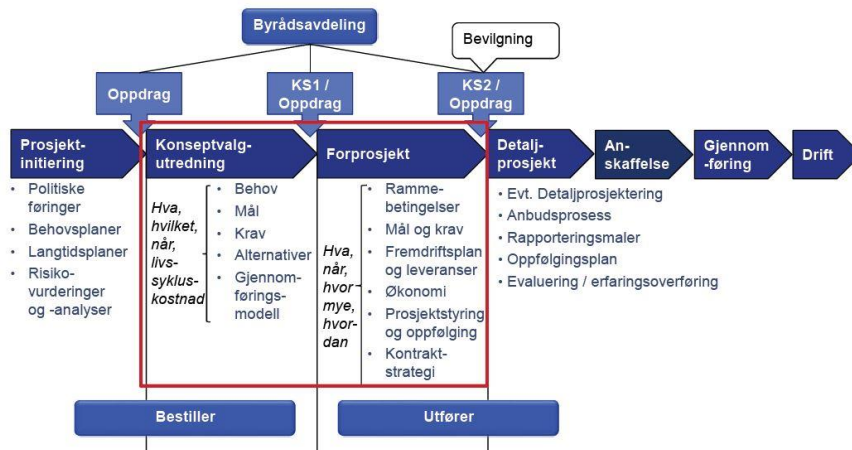 Byrådsavdeling
Bevilgning
Oppdrag
KS1 /
Oppdrag
KS2 /
Oppdrag
Prosjekt-
initiering
Konseptvalg-
utredning
Forprosjekt
Detalj-
prosjekt
An-
skaffelse
Gjennom
-føring
Drift
• Politiske
føringer
• Behovsplaner
• Langtidsplaner
• Risiko-
vurderinger
og -analyser
Hva,
hvilket,
når,
livs-
syklus-
kostnad
• Behov
• Mål
• Krav
• Alternativer
• Gjennom-
førings-
modell
Hva,
når,
hvor
mye,
hvor-
dan
• Ramme-
betingelser
• Mål og krav
• Fremdriftsplan
og leveranser
• Økonomi
• Prosjektstyring
og oppfølging
• Kontrakt-
strategi
• Evt. Detaljprosjektering
• Anbudsprosess
• Rapporteringsmaler
• Oppfølgingsplan
• Evaluering / erfaringsoverføring
Bestiller
Utfører